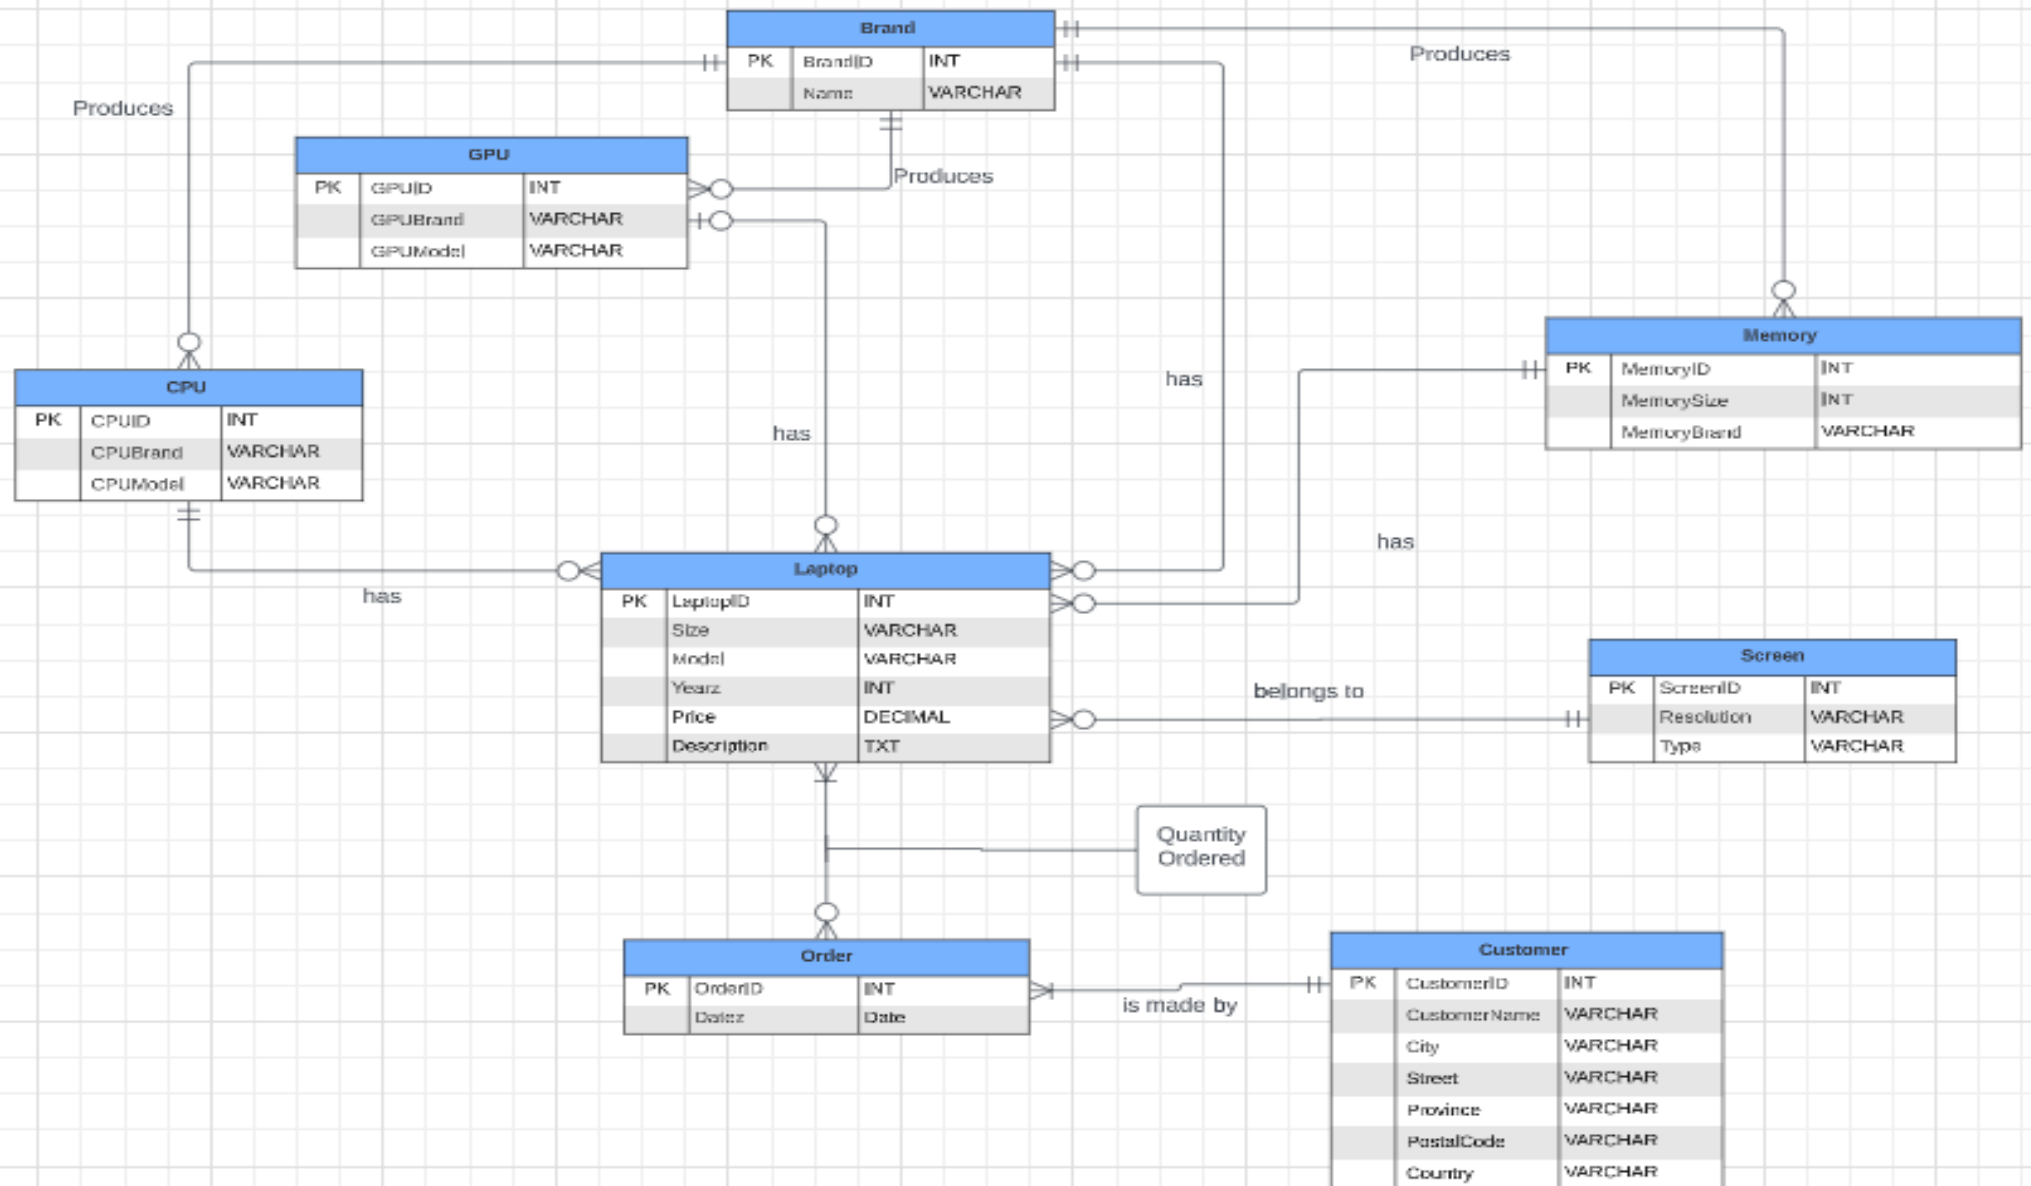 Brand
PK BrandID INT
Name VARCHAR
Produces
Produces
Produces
GPU
PK GPUID INT
GPUBrand VARCHAR
GPUModel VARCHAR
Memory
PK MemoryID INT
MemorySize INT
MemoryBrand VARCHAR
CPU
PK CPUID INT
CPUBrand VARCHAR
CPUModel VARCHAR
has
has
has
has
Laptop
PK LaptopID INT
Size VARCHAR
Model VARCHAR
Yearz INT
Price DECIMAL
Description TXT
belongs to
Screen
PK ScreenID INT
Resolution VARCHAR
Type VARCHAR
Quantity
Ordered
Order
PK OrderID INT
Datez Date
is made by
Customer
PK CustomerID INT
CustomerName VARCHAR
City VARCHAR
Street VARCHAR
Province VARCHAR
PostalCode VARCHAR
Country VARCHAR